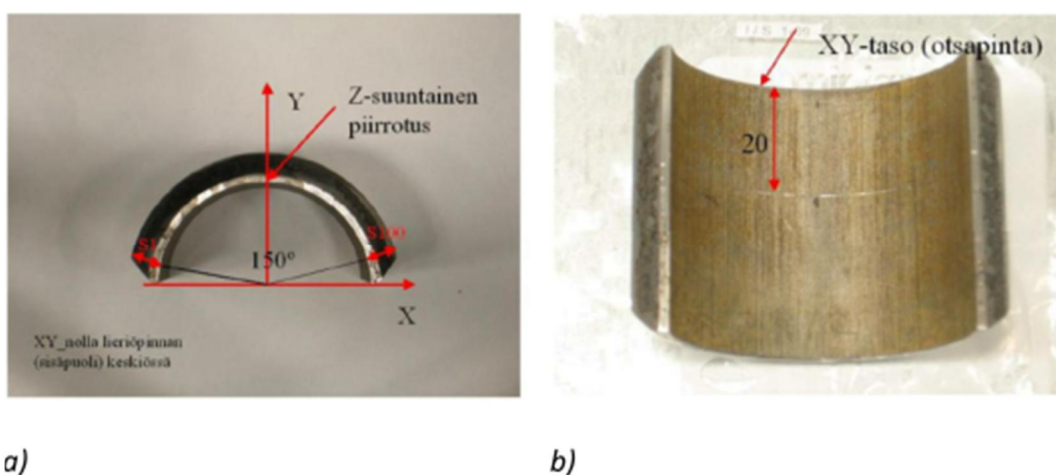 Y
Z-suuntainen
piirrotus
S1
S100
150°
X
XY_nolla lieriöpinnan
(sisäpuoli) keskiössä
XY-taso (otsapinta)
20
a)
b)